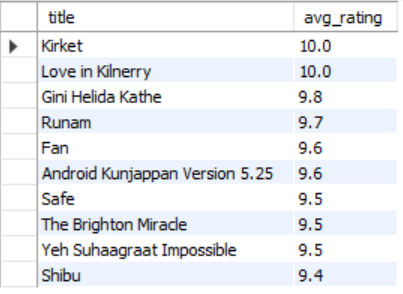 title avg_rating
Kirket 10.0
Love in Kilnerry 10.0
Gini Helida Kathe 9.8
Runam 9.7
Fan 9.6
Android Kunjappan Version 5.25 9.6
Safe 9.5
The Brighton Miracle 9.5
Yeh Suhaagraat Impossible 9.5
Shibu 9.4